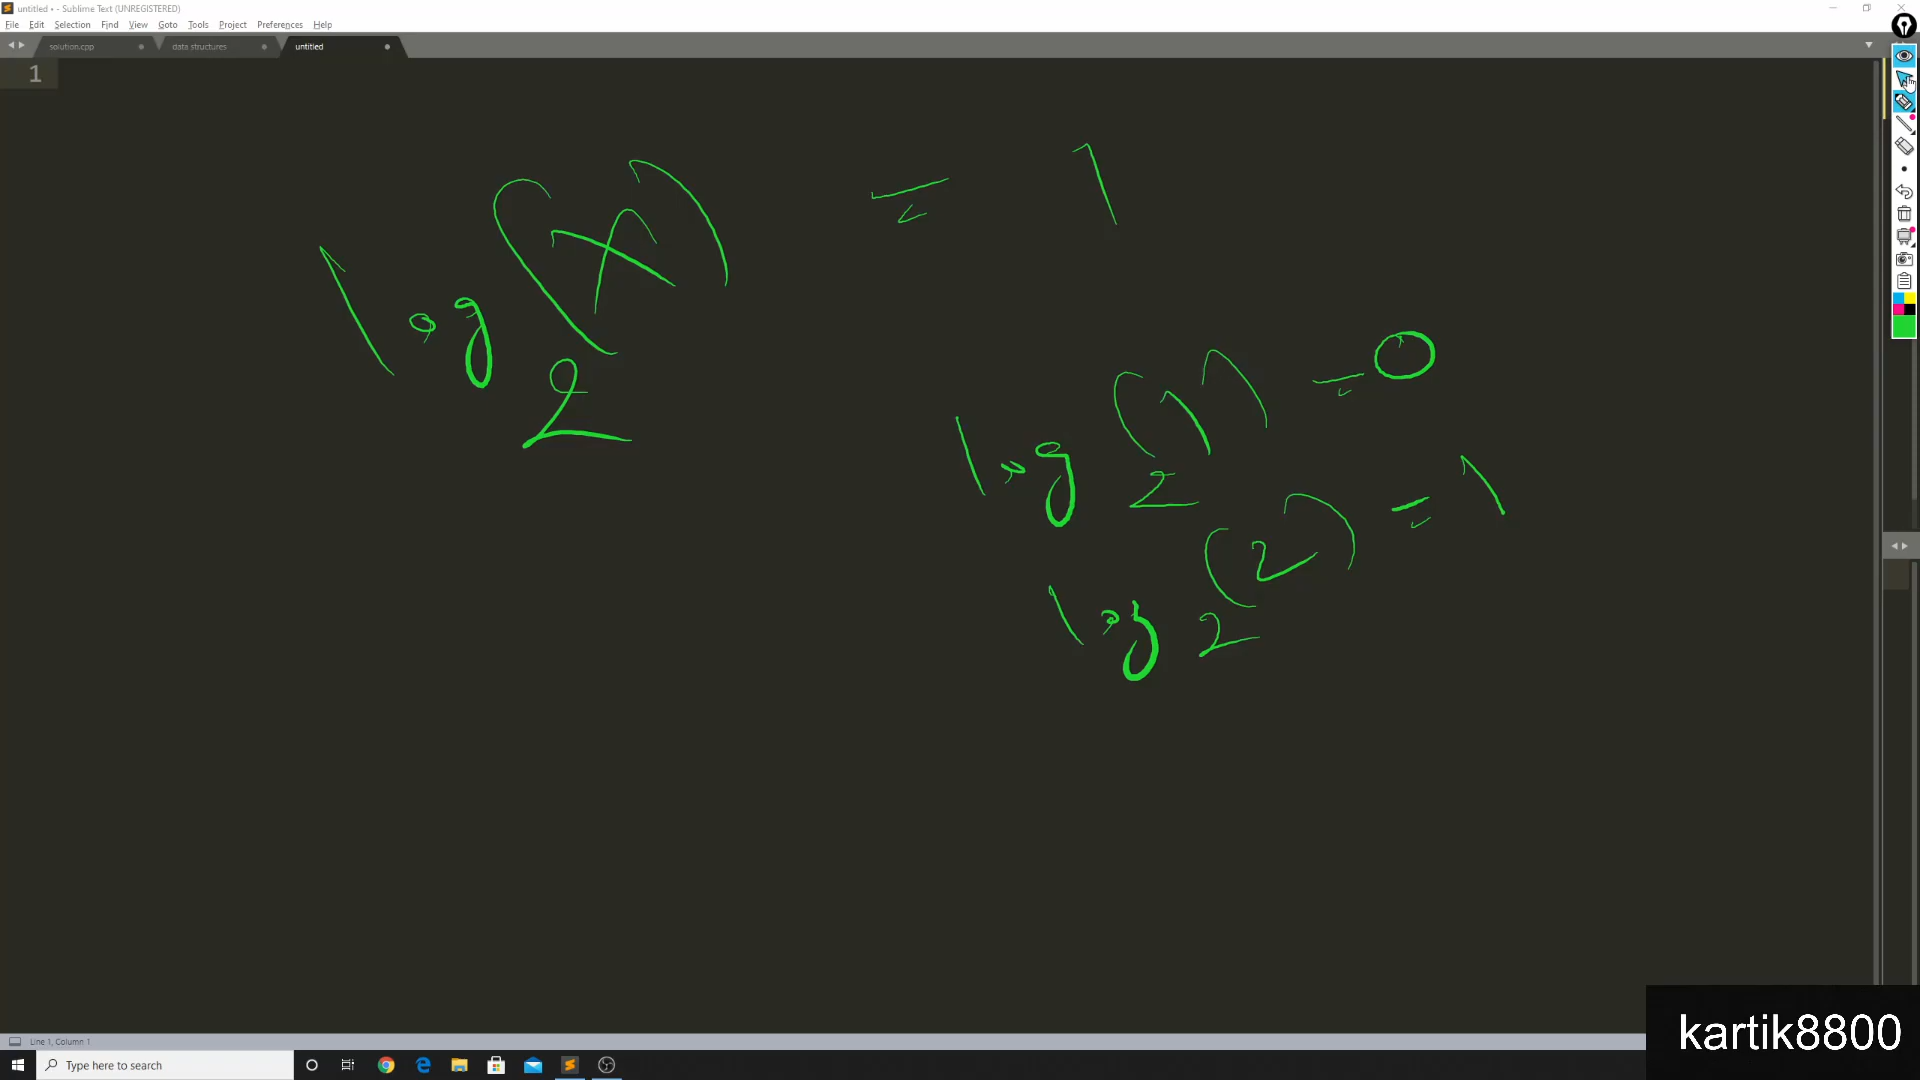 untitled • - Sublime Text (UNREGISTERED)
File Edit Selection Find View Goto Tools Project Preferences Help
solution.cpp data structures untitled
1
log2(x) = 1
log2(1) = 0
log2(2) = 1
Line 1, Column 1
Type here to search
kartik8800